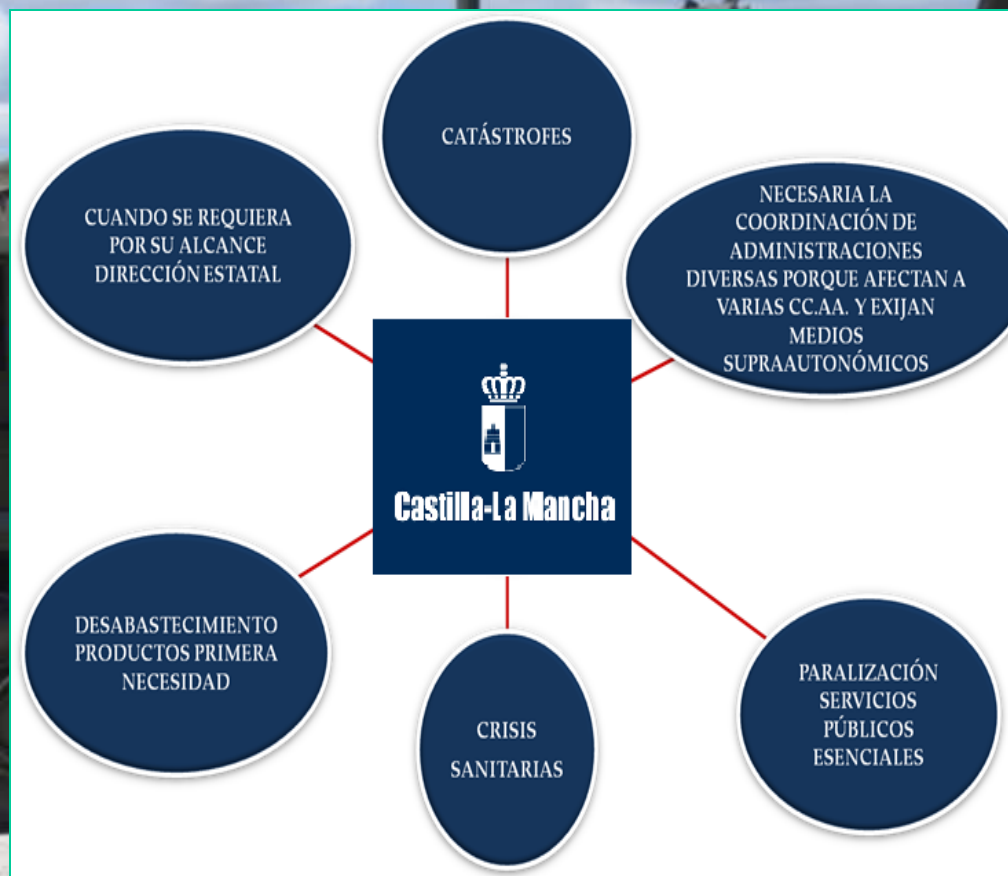 CATÁSTROFES
CUANDO SE REQUIERA
POR SU ALCANCE
DIRECCIÓN ESTATAL
NECESARIA LA
COORDINACIÓN DE
ADMINISTRACIONES
DIVERSAS PORQUE AFECTAN A
VARIAS CC.AA. Y EXIJAN
MEDIOS
SUPRAAUTONÓMICOS
Castilla-La Mancha
DESABASTECIMIENTO
PRODUCTOS PRIMERA
NECESIDAD
CRISIS
SANITARIAS
PARALIZACIÓN
SERVICIOS
PÚBLICOS
ESENCIALES